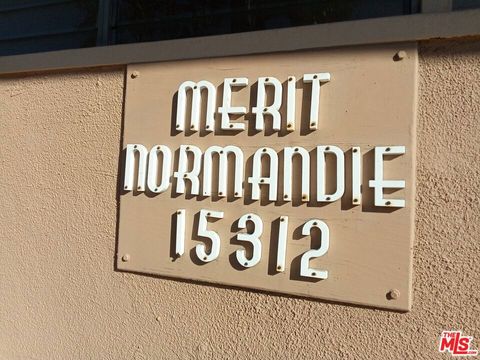 MERIT
NORMANDIE
15312
THE
MLS